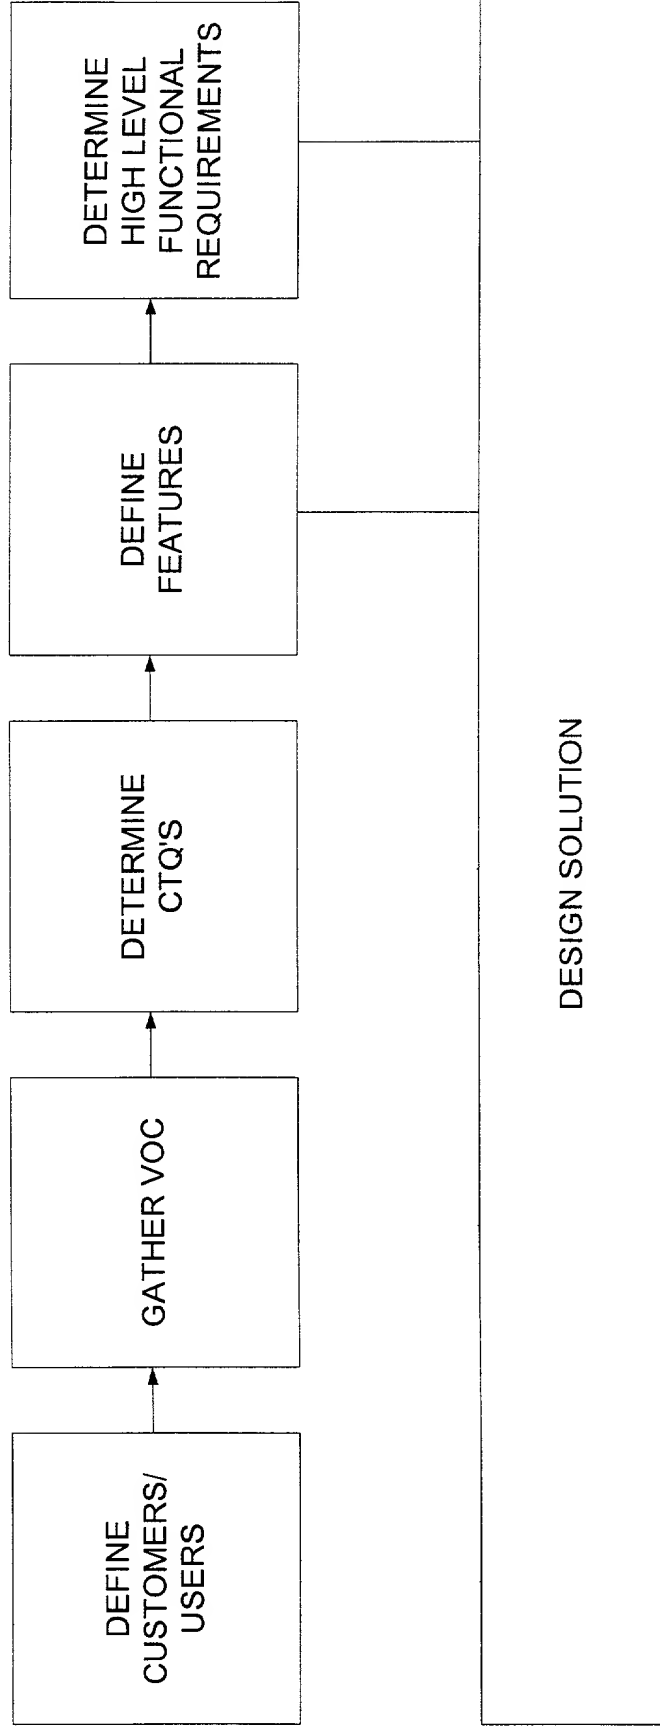 DEFINE
CUSTOMERS/
USERS
GATHER VOC
DETERMINE
CTQ'S
DEFINE
FEATURES
DETERMINE
HIGH LEVEL
FUNCTIONAL
REQUIREMENTS
DESIGN SOLUTION